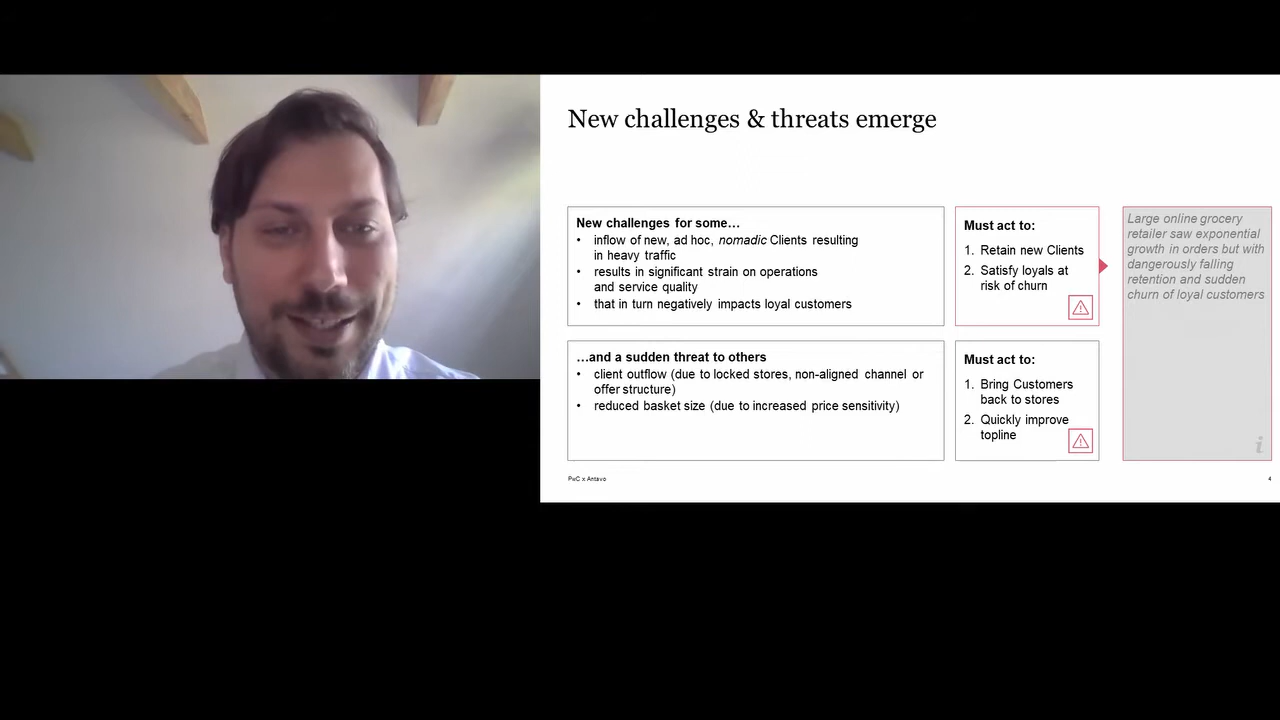 New challenges & threats emerge
New challenges for some…
• inflow of new, ad hoc, nomadic Clients resulting
in heavy traffic
• results in significant strain on operations
and service quality
• that in turn negatively impacts loyal customers
Must act to:
1. Retain new Clients
2. Satisfy loyals at
risk of churn
Large online grocery
retailer saw exponential
growth in orders but with
dangerously falling
retention and sudden
churn of loyal customers
…and a sudden threat to others
• client outflow (due to locked stores, non-aligned channel or
offer structure)
• reduced basket size (due to increased price sensitivity)
Must act to:
1. Bring Customers
back to stores
2. Quickly improve
topline
PwC x Antavo
4